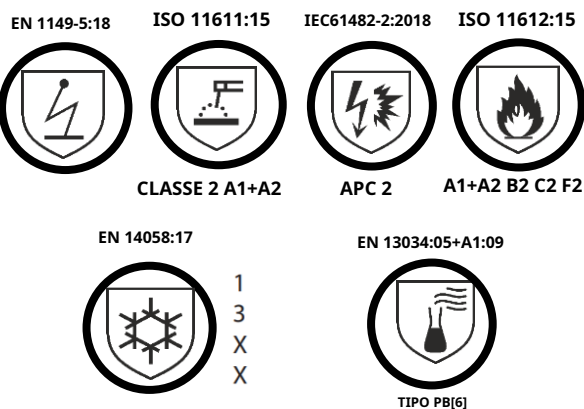 EN 1149-5:18
ISO 11611:15
IEC61482-2:2018
ISO 11612:15
CLASSE 2 A1+A2
APC 2
A1+A2 B2 C2 F2
EN 14058:17
1
3
X
X
EN 13034:05+A1:09
TIPO PB[6]